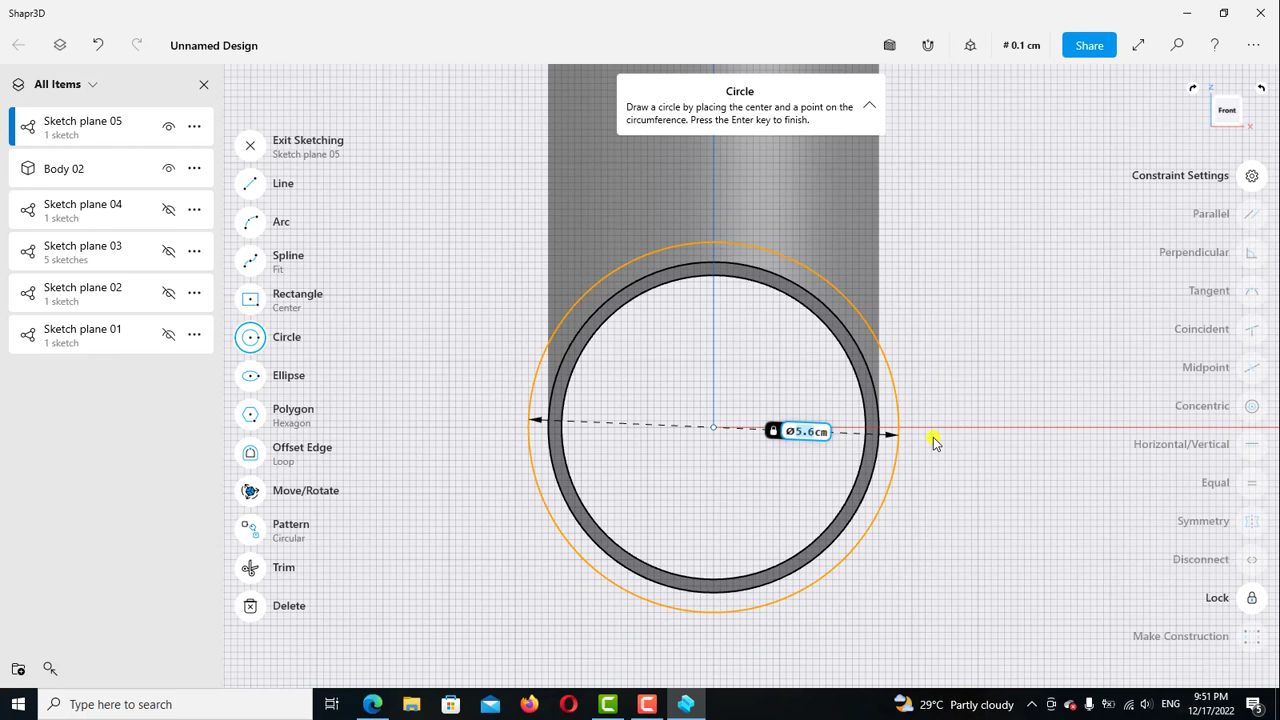 Shapr3D
Unnamed Design
# 0.1 cm
Share
All Items
Sketch plane 05
1 sketch
Body 02
Sketch plane 04
1 sketch
Sketch plane 03
5 sketches
Sketch plane 02
1 sketch
Sketch plane 01
1 sketch
Exit Sketching
Sketch plane 05
Line
Arc
Spline
Fit
Rectangle
Center
Circle
Ellipse
Polygon
Hexagon
Offset Edge
Loop
Move/Rotate
Pattern
Circular
Trim
Delete
Circle
Draw a circle by placing the center and a point on the
circumference. Press the Enter key to finish.
Ø5.6cm
Z
Front
X
Constraint Settings
Parallel
Perpendicular
Tangent
Coincident
Midpoint
Concentric
Horizontal/Vertical
Equal
Symmetry
Disconnect
Lock
Make Construction
Type here to search
29°C Partly cloudy
9:51 PM
12/17/2022